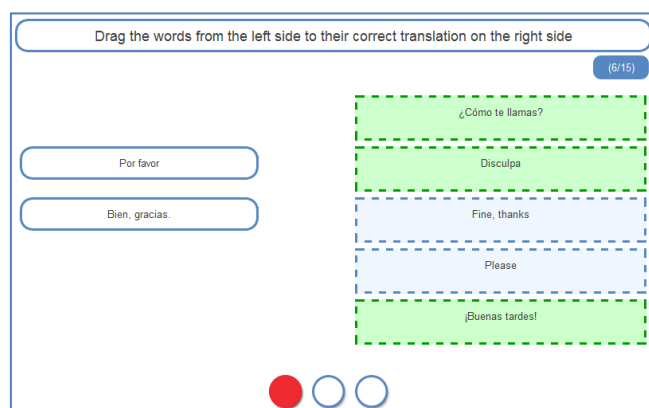 Drag the words from the left side to their correct translation on the right side
(6/15)
¿Cómo te llamas?
Por favor
Disculpa
Bien, gracias.
Fine, thanks
Please
¡Buenas tardes!